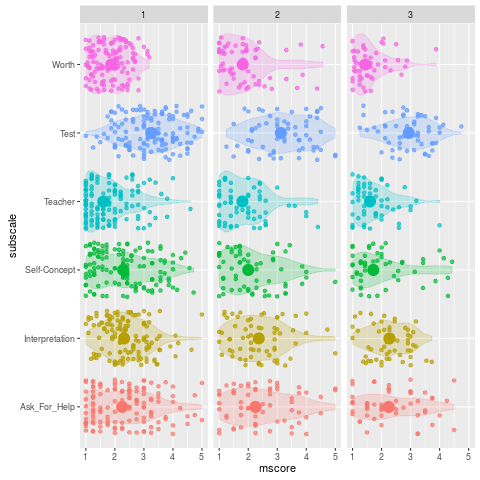 1 2 3
Worth
Test
Teacher
Self-Concept
Interpretation
Ask_For_Help
subscale
1 2 3 4 5 1 2 3 4 5 1 2 3 4 5
mscore